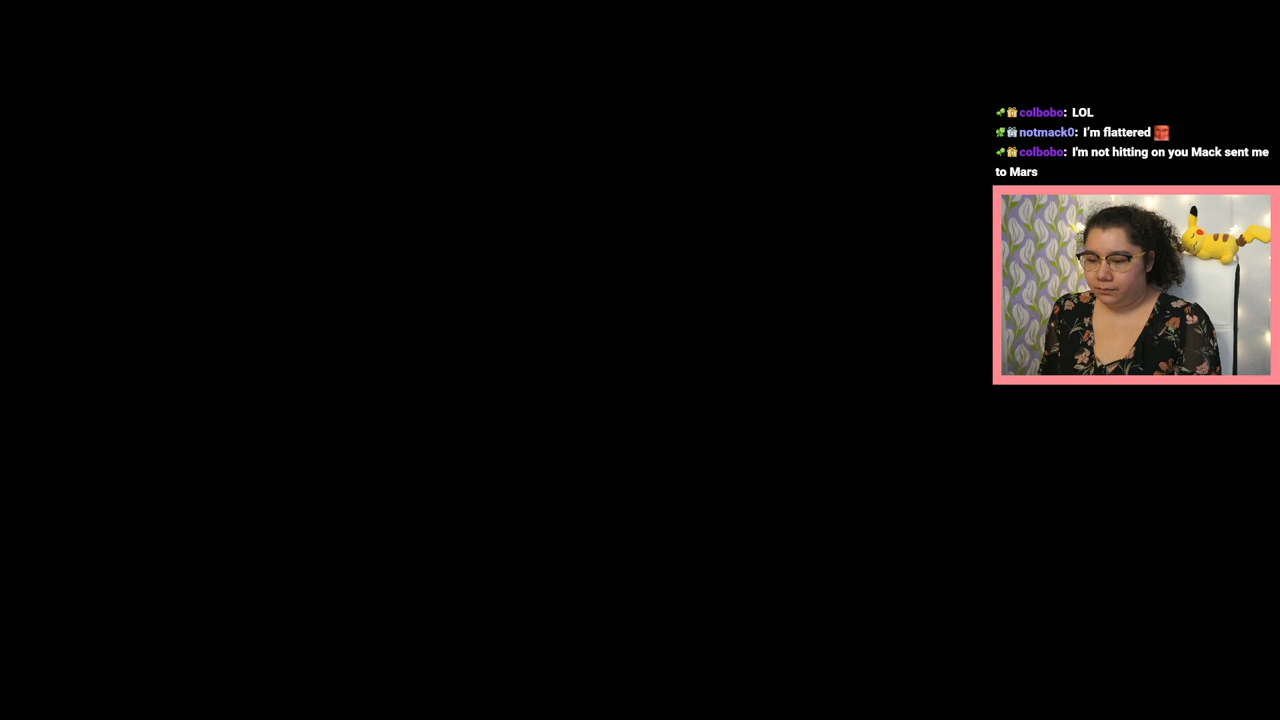 colbobo: LOL
notmack0: I'm flattered
colbobo: I'm not hitting on you Mack sent me
to Mars